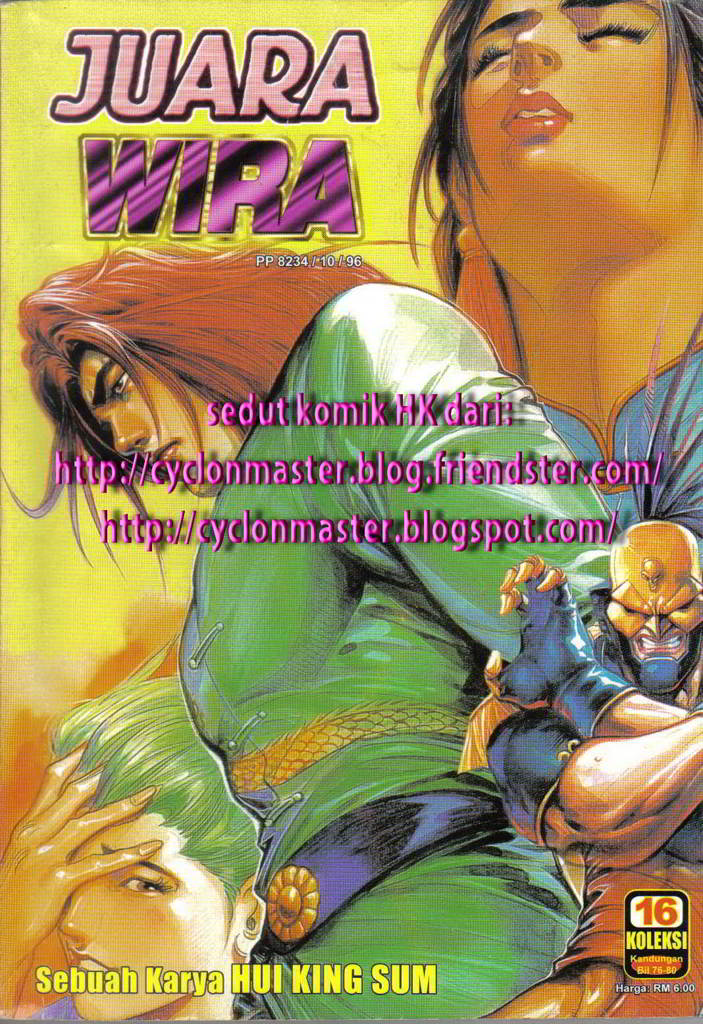 JUARA
WIRA
PP 8234 / 10 / 96
sedut komik HK dari:
http://cyclonmaster.blog.friendster.com/
http://cyclonmaster.blogspot.com/
16
KOLEKSI
Kandungan
Bil 76-80
Harga: RM 6.00
Sebuah Karya HUI KING SUM